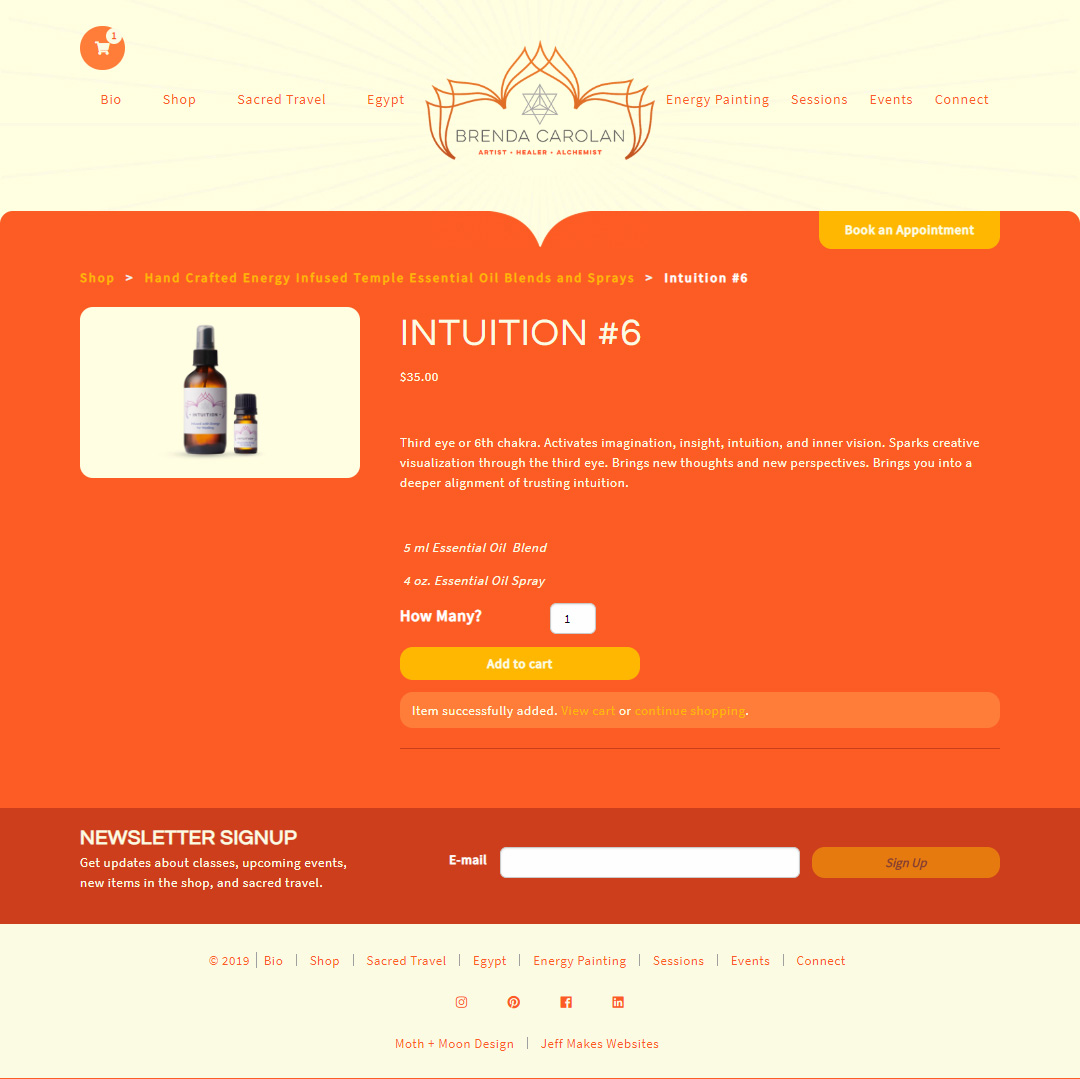 1
Bio Shop Sacred Travel Egypt
BRENDA CAROLAN
ARTIST • HEALER • ALCHEMIST
Energy Painting Sessions Events Connect
Book an Appointment
Shop > Hand Crafted Energy Infused Temple Essential Oil Blends and Sprays > Intuition #6
INTUITION
INTUITION #6
$35.00
Third eye or 6th chakra. Activates imagination, insight, intuition, and inner vision. Sparks creative
visualization through the third eye. Brings new thoughts and new perspectives. Brings you into a
deeper alignment of trusting intuition.
5 ml Essential Oil Blend
4 oz. Essential Oil Spray
How Many? 1
Add to cart
Item successfully added. View cart or continue shopping.
NEWSLETTER SIGNUP
Get updates about classes, upcoming events,
new items in the shop, and sacred travel.
E-mail Sign Up
© 2019 | Bio | Shop | Sacred Travel | Egypt | Energy Painting | Sessions | Events | Connect
Moth + Moon Design | Jeff Makes Websites